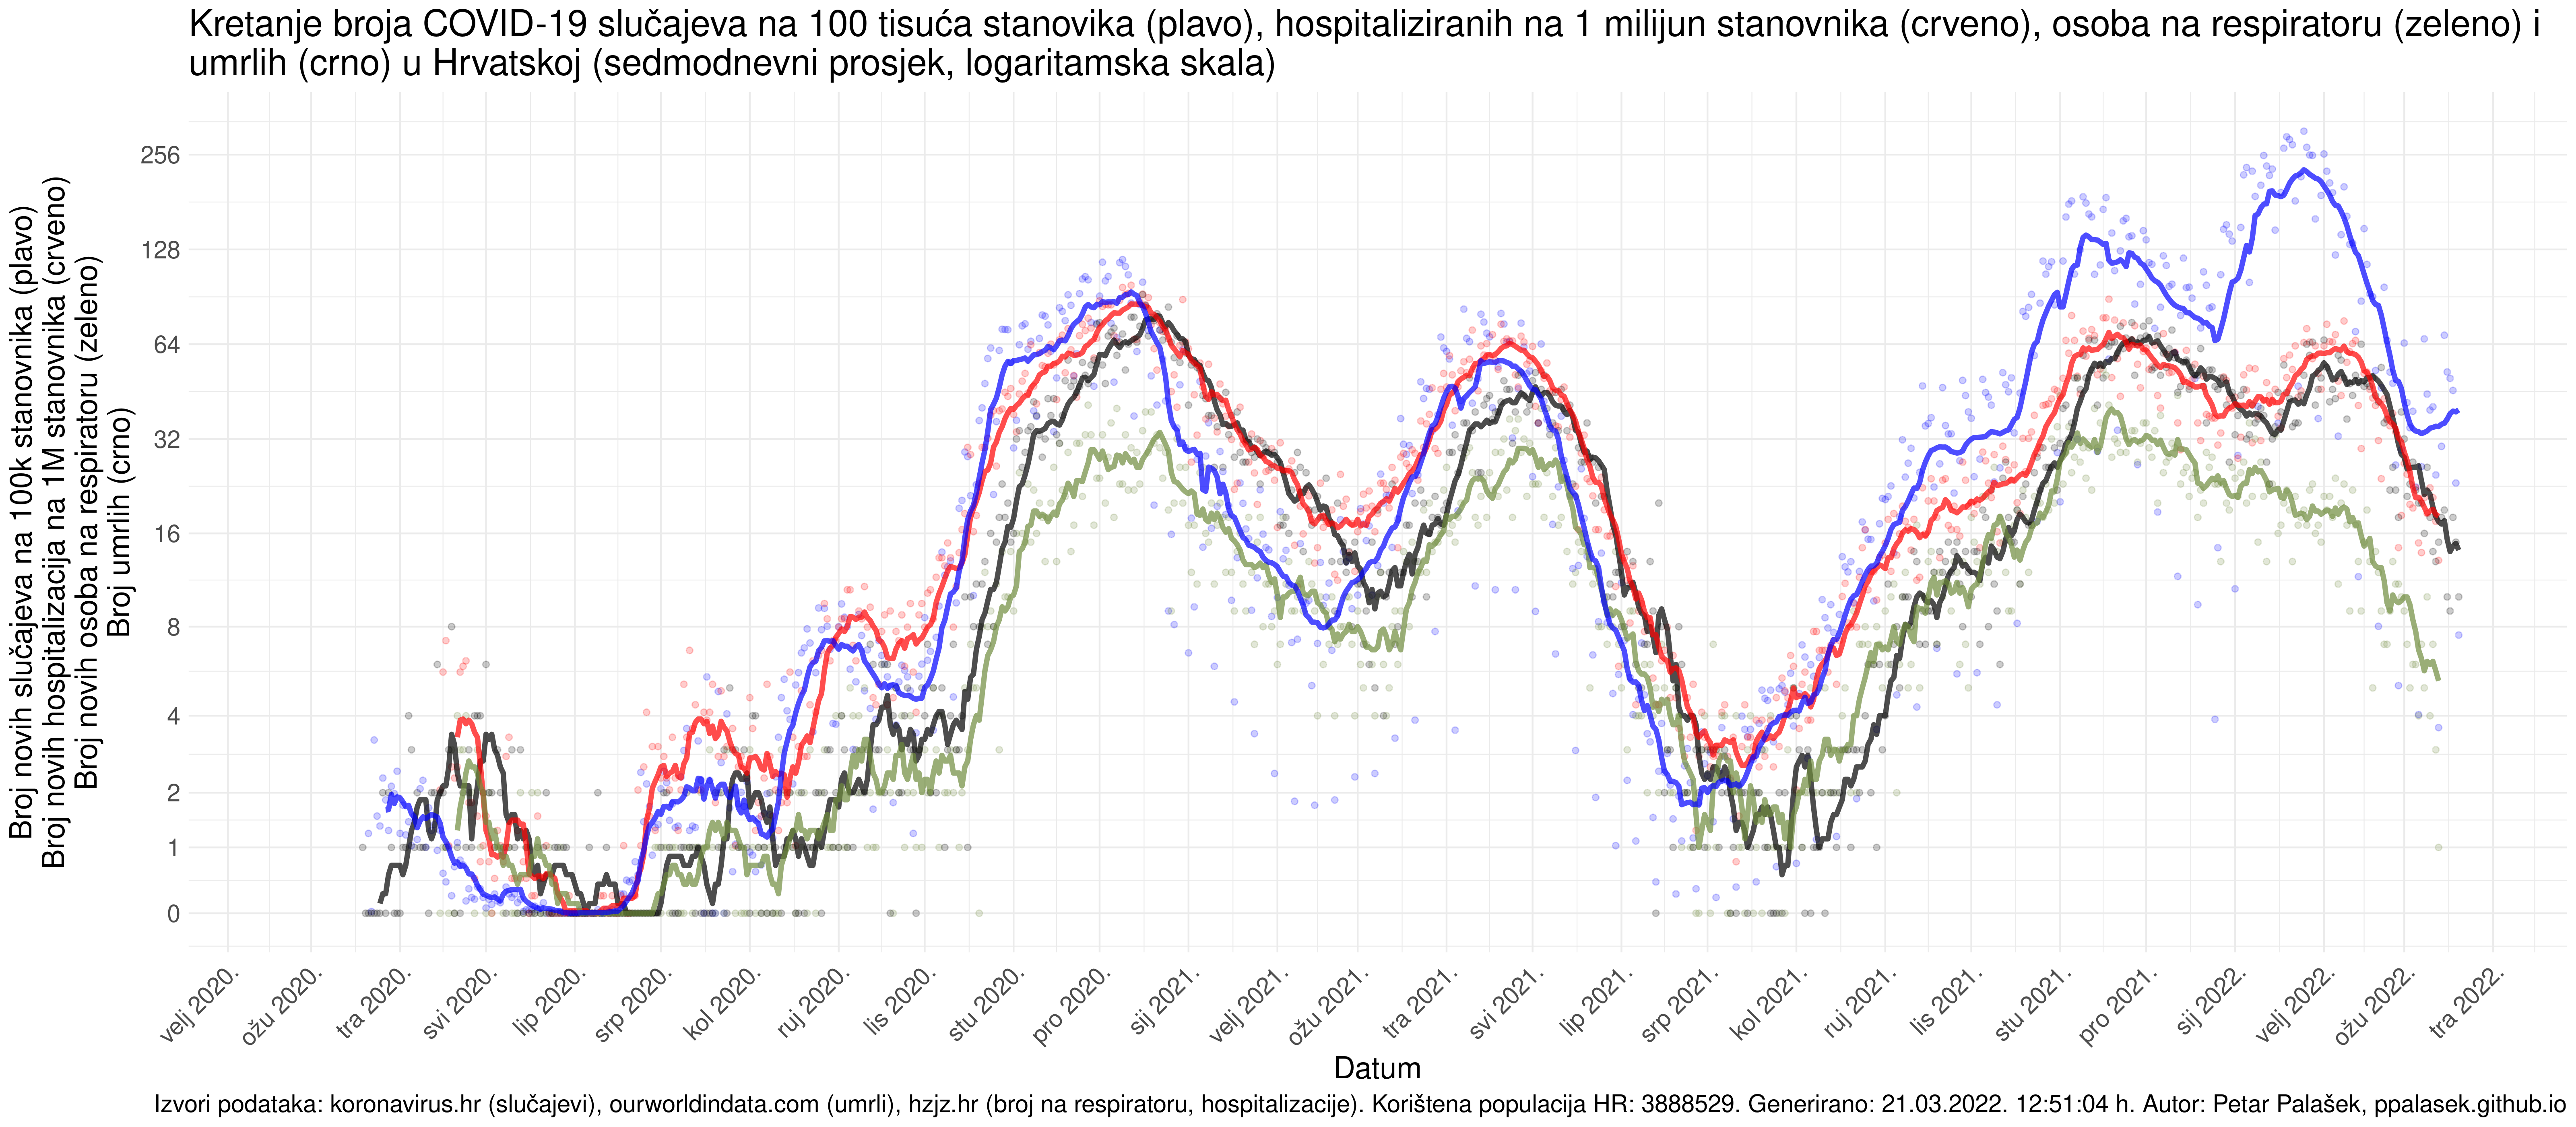 Kretanje broja COVID-19 slučajeva na 100 tisuća stanovika (plavo), hospitaliziranih na 1 milijun stanovnika (crveno), osoba na respiratoru (zeleno) i
umrlih (crno) u Hrvatskoj (sedmodnevni prosjek, logaritamska skala)
Broj novih slučajeva na 100k stanovnika (plavo)
Broj novih hospitalizacija na 1M stanovnika (crveno)
Broj novih osoba na respiratoru (zeleno)
Broj umrlih (crno)
256
128
64
32
16
8
4
2
1
0
velj 2020.
ožu 2020.
tra 2020.
svi 2020.
lip 2020.
srp 2020.
kol 2020.
ruj 2020.
lis 2020.
stu 2020.
pro 2020.
sij 2021.
velj 2021.
ožu 2021.
tra 2021.
svi 2021.
lip 2021.
srp 2021.
kol 2021.
ruj 2021.
lis 2021.
stu 2021.
pro 2021.
sij 2022.
velj 2022.
ožu 2022.
tra 2022.
Datum
Izvori podataka: koronavirus.hr (slučajevi), ourworldindata.com (umrli), hzjz.hr (broj na respiratoru, hospitalizacije). Korištena populacija HR: 3888529. Generirano: 21.03.2022. 12:51:04 h. Autor: Petar Palašek, ppalasek.github.io